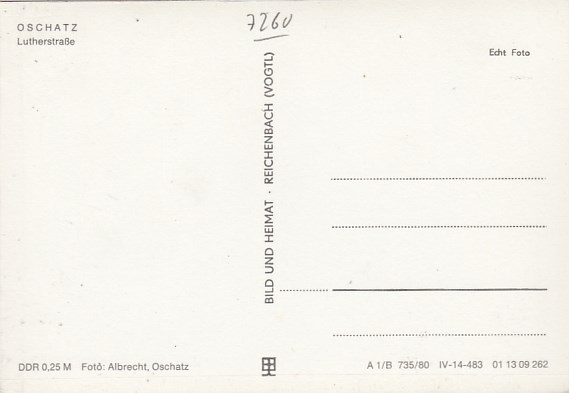 OSCHATZ
Lutherstraße
7260
Echt Foto
BILD UND HEIMAT · REICHENBACH (VOGTL)
DDR 0,25 M Foto: Albrecht, Oschatz
A 1/B 735/80 IV-14-483 01 13 09 262